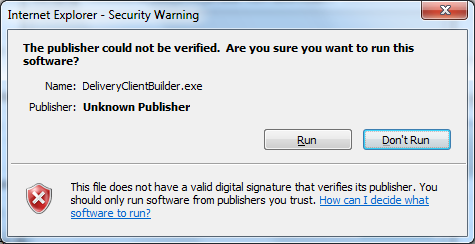 Internet Explorer - Security Warning
The publisher could not be verified.  Are you sure you want to run this
software?
Name: DeliveryClientBuilder.exe
Publisher: Unknown Publisher
Run Don't Run
This file does not have a valid digital signature that verifies its publisher. You
should only run software from publishers you trust. How can I decide what
software to run?